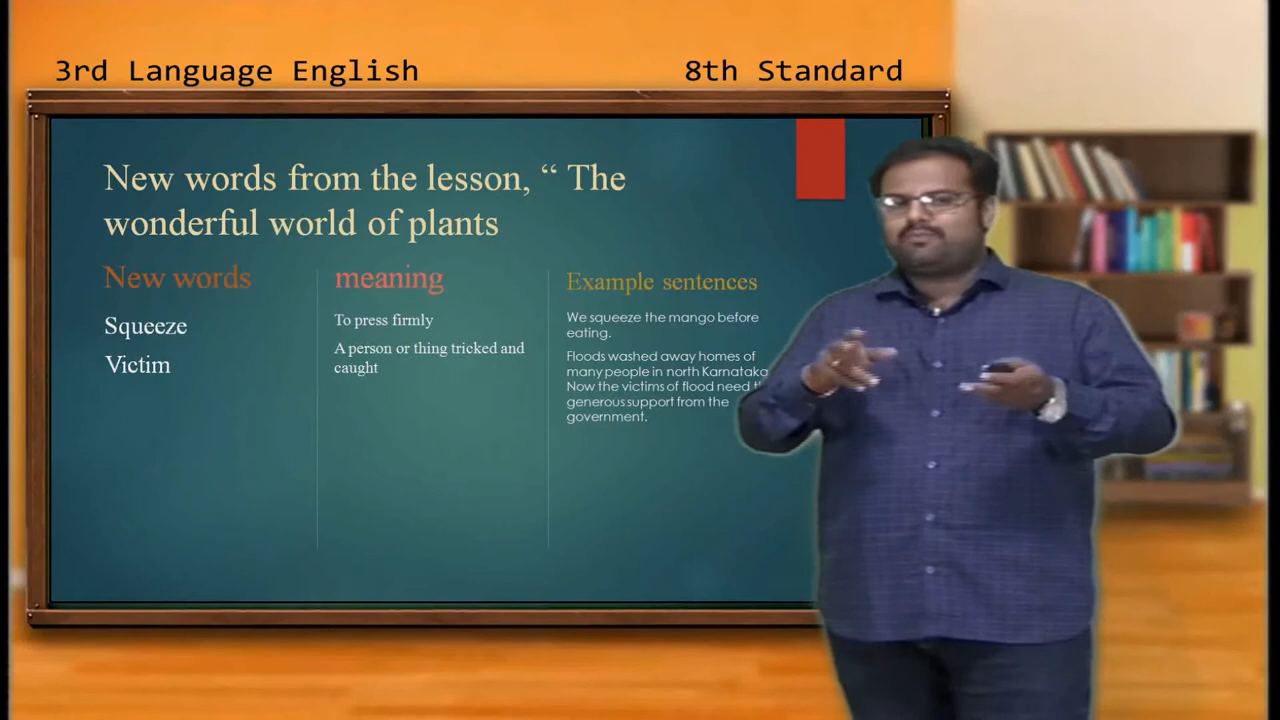 3rd Language English
8th Standard
New words from the lesson, “ The
wonderful world of plants
New words
meaning
Example sentences
Squeeze
To press firmly
We squeeze the mango before
eating.
Victim
A person or thing tricked and
caught
Floods washed away homes of
many people in north Karnataka
Now the victims of flood need
generous support from the
government.